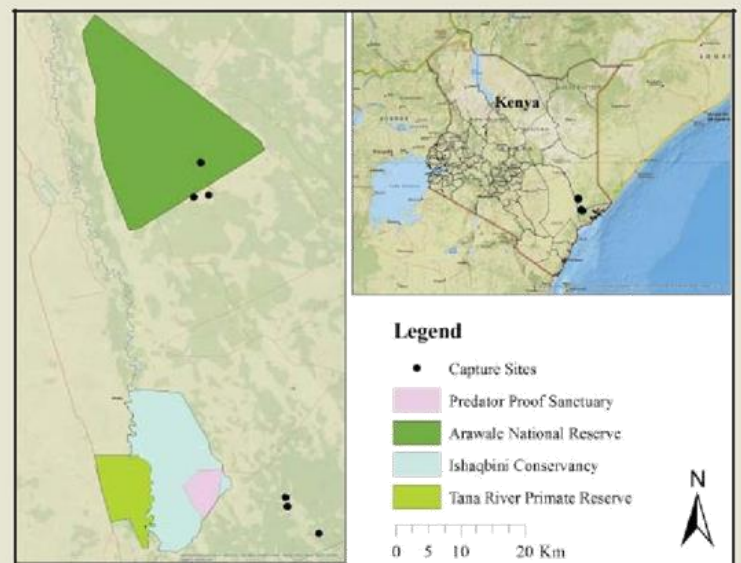 Kenya
Legend
Capture Sites
Predator Proof Sanctuary
Arawale National Reserve
Ishaqbini Conservancy
Tana River Primate Reserve
N
0 5 10 20 Km